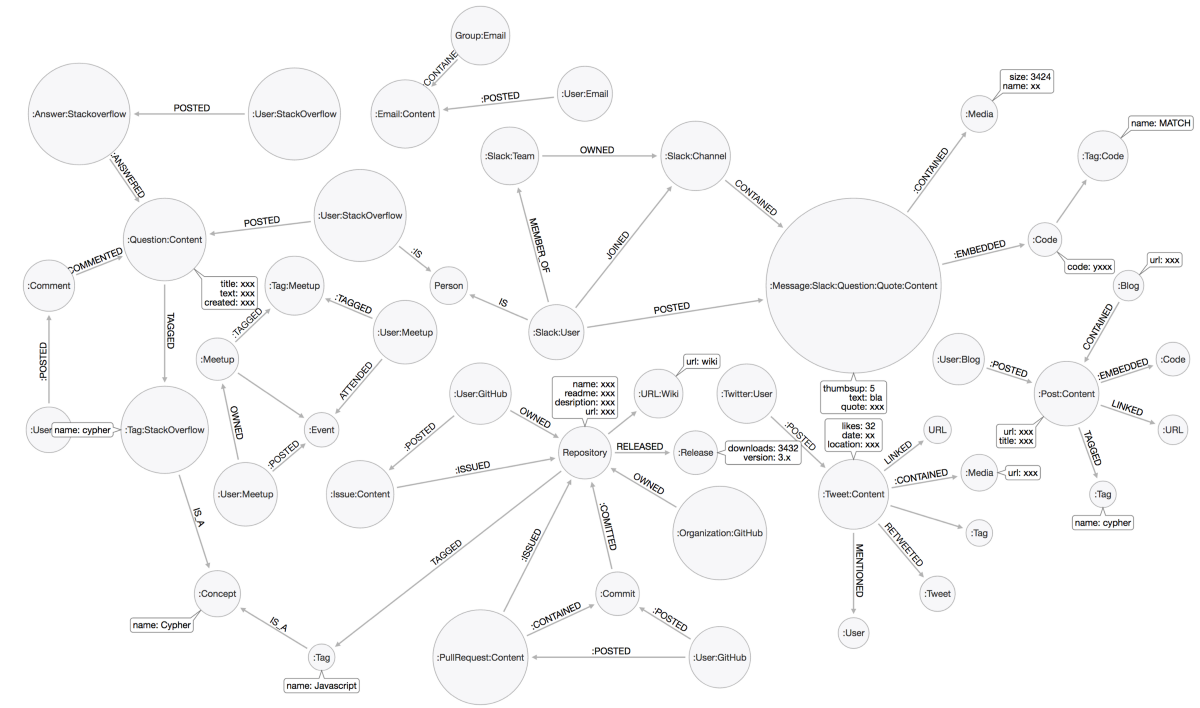 Group:Email
:CONTAINE
:Answer:Stackoverflow
POSTED
:User:StackOverflow
:Email:Content
:POSTED
:User:Email
size: 3424
name: xx
:Media
name: MATCH
:Tag:Code
:ANSWERED
:Slack:Team
OWNED
:Slack:Channel
:CONTAINED
CONTAINED
:User:StackOverflow
POSTED
:Question:Content
MEMBER_OF
JOINED
:EMBEDDED
:Code
code: yxxx
url: xxx
:Blog
:IS
COMMENTED
:Comment
title: xxx
text: xxx
created: xxx
:Tag:Meetup
Person
IS
:Message:Slack:Question:Quote:Content
POSTED
:Slack:User
:TAGGED
:TAGGED
:User:Meetup
TAGGED
:POSTED
:Meetup
ATTENDED
CONTAINED
:User:Blog
:POSTED
:EMBEDDED
:Code
url: wiki
name: xxx
readme: xxx
desription: xxx
url: xxx
:User:GitHub
OWNED
:URL:Wiki
:Twitter:User
thumbsup: 5
text: bla
quote: xxx
:Post:Content
LINKED
:URL
url: xxx
title: xxx
TAGGED
:User
name: cypher
:Tag:StackOverflow
OWNED
:Event
:POSTED
:POSTED
Repository
RELEASED
:Release
downloads: 3432
version: 3.x
:POSTED
likes: 32
date: xx
location: xxx
LINKED
URL
:ISSUED
:Issue:Content
:User:Meetup
OWNED
:Organization:GitHub
:Tweet:Content
:CONTAINED
:Media
url: xxx
:Tag
name: cypher
IS_A
TAGGED
:ISSUED
:COMITTED
:Tag
RETWEETED
:Tweet
MENTIONED
:User
:Concept
name: Cypher
IS_A
:Tag
name: Javascript
:CONTAINED
:Commit
:POSTED
:PullRequest:Content
:POSTED
:User:GitHub